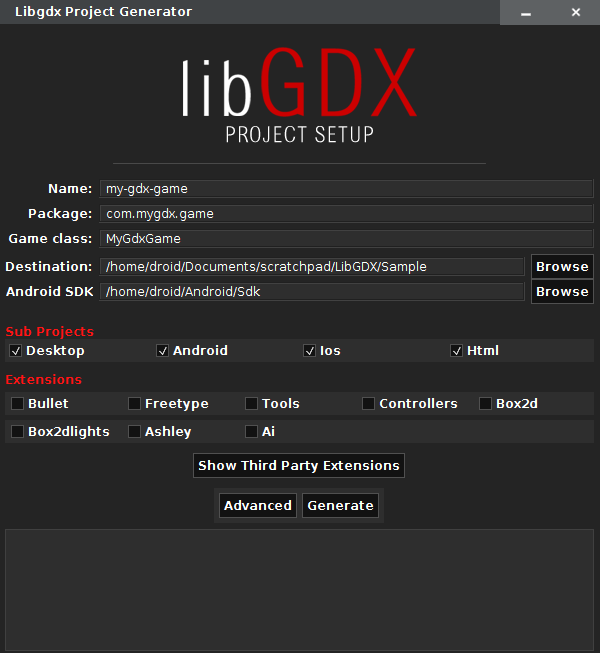 Libgdx Project Generator
libGDX
PROJECT SETUP
Name: my-gdx-game
Package: com.mygdx.game
Game class: MyGdxGame
Destination: /home/droid/Documents/scratchpad/LibGDX/Sample Browse
Android SDK /home/droid/Android/Sdk Browse
Sub Projects
Desktop Android Ios Html
Extensions
Bullet Freetype Tools Controllers Box2d
Box2dlights Ashley Ai
Show Third Party Extensions
Advanced Generate